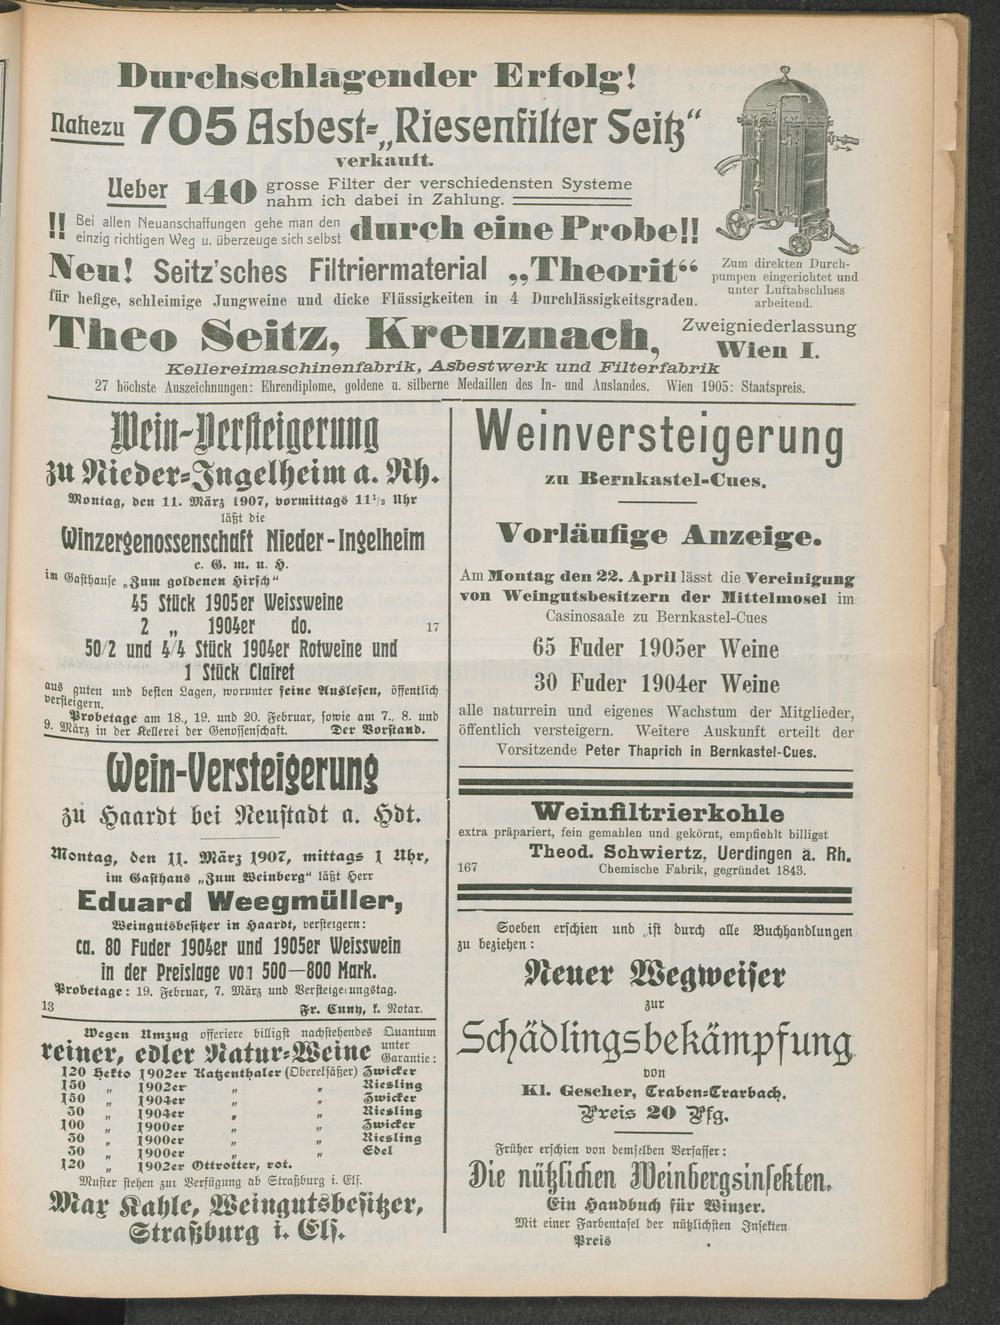 Durchschlagender Erfolg!
Nahezu 705 Asbest-„Riesenfilter Seitz“
verkauft.
Ueber 140 grosse Filter der verschiedensten Systeme
nahm ich dabei in Zahlung.
!! Bei allen Neuanschaffungen gehe man den
einzig richtigen Weg u. überzeuge sich selbst durch eine Probe!!
Neu! Seitz'sches Filtriermaterial „Theorit“
für hefige, schleimige Jungweine und dicke Flüssigkeiten in 4 Durchlässigkeitsgraden.
Zum direkten Durch-
pumpen eingerichtet und
unter Luftabschluss
arbeitend.
Theo Seitz, Kreuznach,
Zweigniederlassung
Wien I.
Kellereimaschinenfabrik, Asbestwerk und Filterfabrik
27 höchste Auszeichnungen: Ehrendiplome, goldene u. silberne Medaillen des In- und Auslandes. Wien 1905: Staatspreis.
Wein-Versteigerung
zu Nieder-Ingelheim a. Rh.
Montag, den 11. März 1907, vormittags 11½ Uhr
läßt die
Winzergenossenschaft Nieder-Ingelheim
e. G. m. u. H.
im Gasthause „Zum goldenen Hirsch“
45 Stück 1905er Weissweine
2 „ 1904er do.
17
50/2 und 4/4 Stück 1904er Rotweine und
1 Stück Clairet
aus guten und besten Lagen, worunter feine Auslesen, öffentlich
versteigern.
Probetage am 18., 19. und 20. Februar, sowie am 7., 8. und
9. März in der Kellerei der Genossenschaft. Der Vorstand.
Wein-Versteigerung
zu Haardt bei Neustadt a. Hdt.
Montag, den 11. März 1907, mittags 1 Uhr,
im Gasthaus „Zum Weinberg“ läßt Herr
Eduard Weegmüller,
Weingutsbesitzer in Haardt, versteigern:
ca. 80 Fuder 1904er und 1905er Weisswein
in der Preislage von 500—800 Mark.
Probetage: 19. Februar, 7. März und Versteigerungstag.
13 Fr. Cuny, k. Notar.
Wegen Umzug offeriere billigst nachstehendes Quantum
reiner, edler Natur-Weine unter
Garantie:
120 Hekto 1902er Katzenthaler (Oberelsäßer) Zwicker
150 „ 1902er „ „ Riesling
150 „ 1904er „ „ Zwicker
30 „ 1904er „ „ Riesling
100 „ 1900er „ „ Zwicker
30 „ 1900er „ „ Riesling
30 „ 1900er „ „ Edel
120 „ 1902er Ottrotter, rot.
Muster stehen zur Verfügung ab Straßburg i. Els.
Max Kahle, Weingutsbesitzer,
Straßburg i. Els.
Weinversteigerung
zu Bernkastel-Cues.
Vorläufige Anzeige.
Am Montag den 22. April lässt die Vereinigung
von Weingutsbesitzern der Mittelmosel im
Casinosaale zu Bernkastel-Cues
65 Fuder 1905er Weine
30 Fuder 1904er Weine
alle naturrein und eigenes Wachstum der Mitglieder,
öffentlich versteigern. Weitere Auskunft erteilt der
Vorsitzende Peter Thaprich in Bernkastel-Cues.
Weinfiltrierkohle
extra präpariert, fein gemahlen und gekörnt, empfiehlt billigst
Theod. Schwiertz, Uerdingen a. Rh.
167 Chemische Fabrik, gegründet 1843.
Soeben erschien und ist durch alle Buchhandlungen
zu beziehen:
Neuer Wegweiser
zur
Schädlingsbekämpfung
von
Kl. Gescher, Traben-Trarbach.
Preis 20 Pfg.
Früher erschien von demselben Verfasser:
Die nützlichen Weinbergsinsekten.
Ein Handbuch für Winzer.
Mit einer Farbentafel der nützlichsten Insekten.
Preis